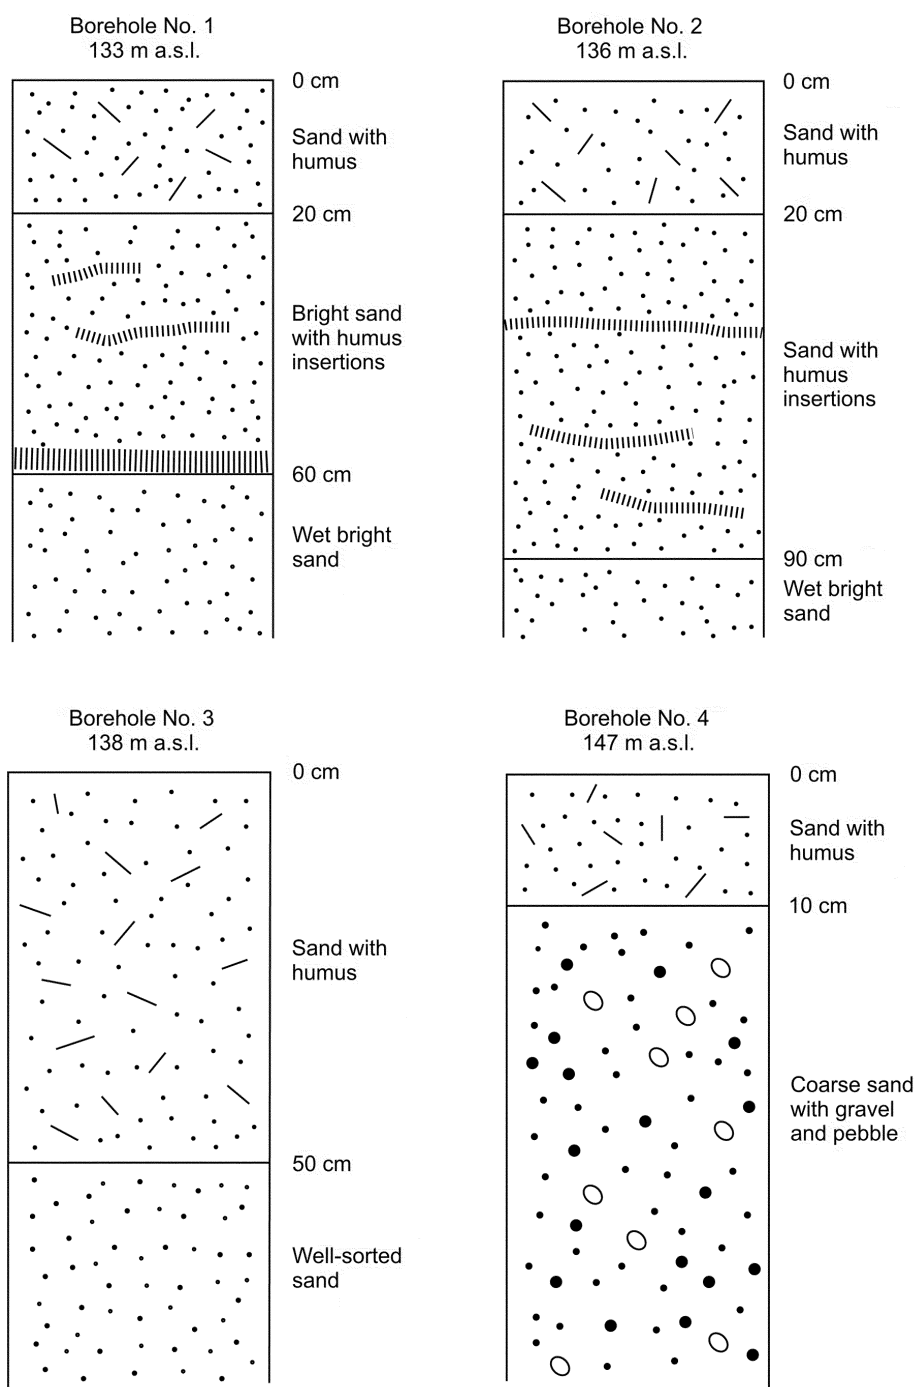 Borehole No. 1
133 m a.s.l.
0 cm
Sand with
humus
20 cm
Bright sand
with humus
insertions
60 cm
Wet bright
sand
Borehole No. 2
136 m a.s.l.
0 cm
Sand with
humus
20 cm
Sand with
humus
insertions
90 cm
Wet bright
sand
Borehole No. 3
138 m a.s.l.
0 cm
Sand with
humus
50 cm
Well-sorted
sand
Borehole No. 4
147 m a.s.l.
0 cm
Sand with
humus
10 cm
Coarse sand
with gravel
and pebble